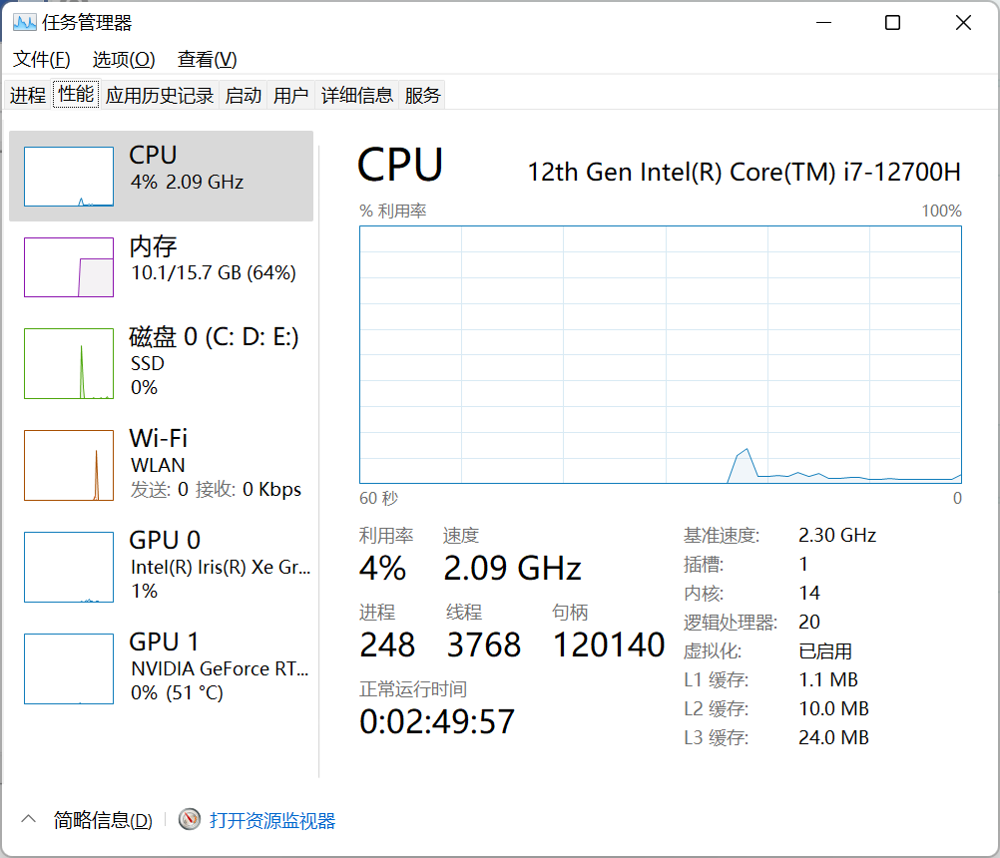 任务管理器
文件(F) 选项(O) 查看(V)
进程 性能 应用历史记录 启动 用户 详细信息 服务
CPU
4% 2.09 GHz
内存
10.1/15.7 GB (64%)
磁盘 0 (C: D: E:)
SSD
0%
Wi-Fi
WLAN
发送: 0 接收: 0 Kbps
GPU 0
Intel(R) Iris(R) Xe Gr...
1%
GPU 1
NVIDIA GeForce RT...
0% (51 °C)
CPU 12th Gen Intel(R) Core(TM) i7-12700H
% 利用率 100%
60 秒 0
利用率 速度
4% 2.09 GHz
进程 线程 句柄
248 3768 120140
正常运行时间
0:02:49:57
基准速度: 2.30 GHz
插槽: 1
内核: 14
逻辑处理器: 20
虚拟化: 已启用
L1 缓存: 1.1 MB
L2 缓存: 10.0 MB
L3 缓存: 24.0 MB
简略信息(D) 打开资源监视器